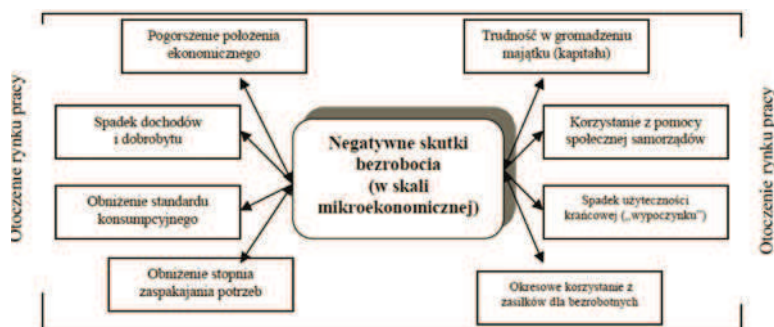 Otoczenie rynku pracy
Pogorszenie położenia
ekonomicznego
Spadek dochodów
i dobrobytu
Obniżenie standardu
konsumpcyjnego
Obniżenie stopnia
zaspakajania potrzeb
Negatywne skutki
bezrobocia
(w skali
mikroekonomicznej)
Trudność w gromadzeniu
majątku (kapitału)
Korzystanie z pomocy
społecznej samorządów
Spadek użyteczności
krańcowej („wypoczynku”)
Okresowe korzystanie z
zasiłków dla bezrobotnych
Otoczenie rynku pracy